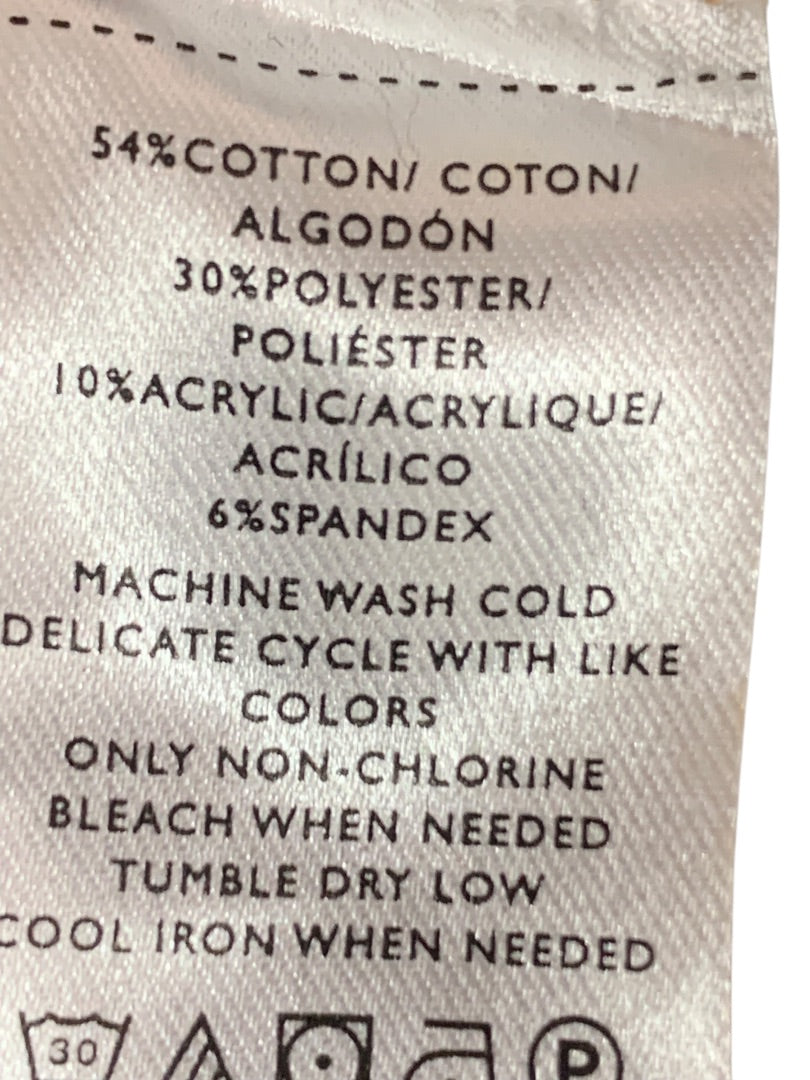 54%COTTON/ COTON/
ALGODÓN
30%POLYESTER/
POLIÉSTER
10%ACRYLIC/ACRYLIQUE/
ACRÍLICO
6%SPANDEX
MACHINE WASH COLD
DELICATE CYCLE WITH LIKE
COLORS
ONLY NON-CHLORINE
BLEACH WHEN NEEDED
TUMBLE DRY LOW
COOL IRON WHEN NEEDED
30 P